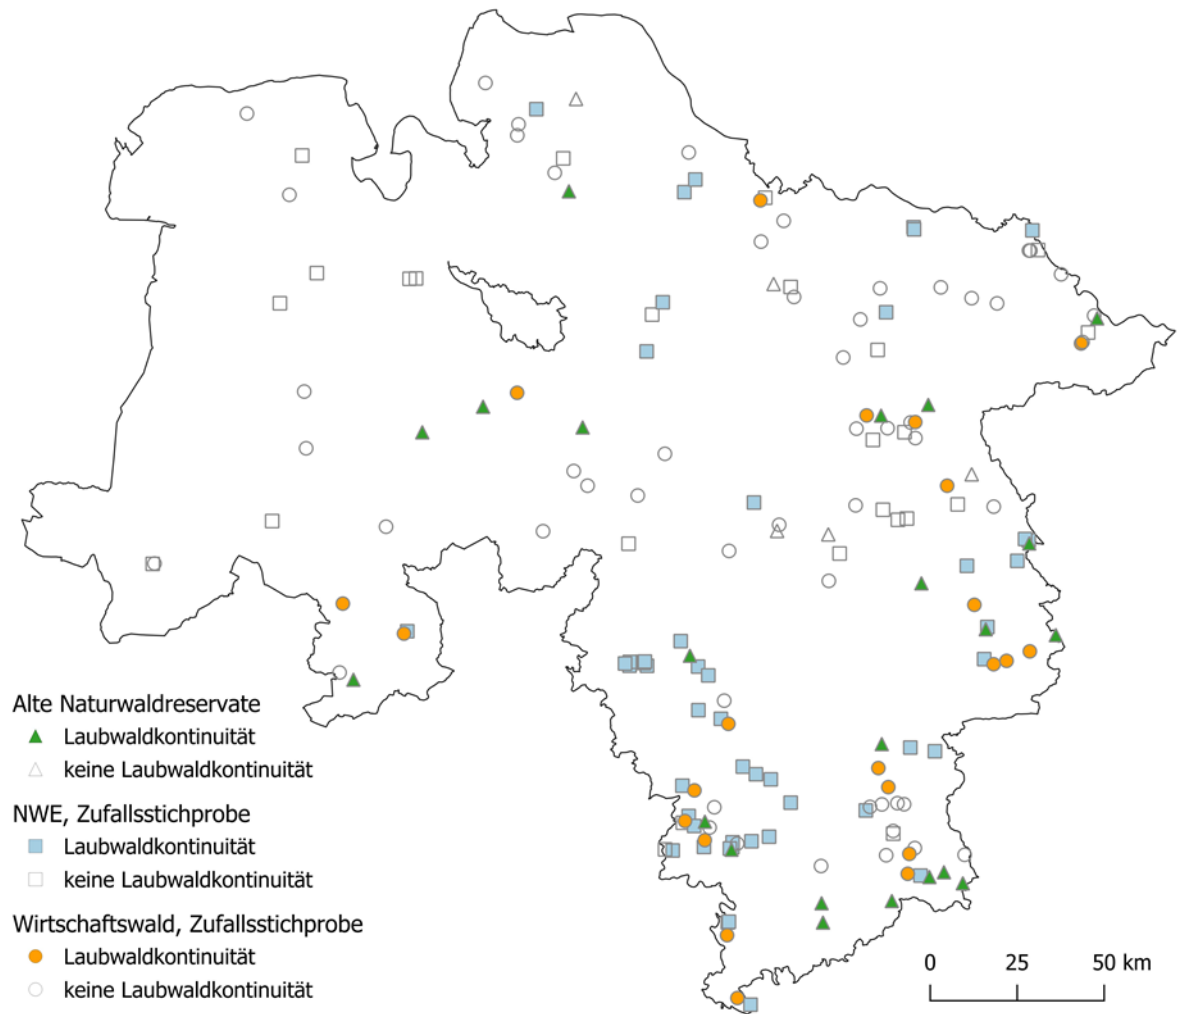 Alte Naturwaldreservate
Laubwaldkontinuität
keine Laubwaldkontinuität
NWE, Zufallsstichprobe
Laubwaldkontinuität
keine Laubwaldkontinuität
Wirtschaftswald, Zufallsstichprobe
Laubwaldkontinuität
keine Laubwaldkontinuität
0 25 50 km